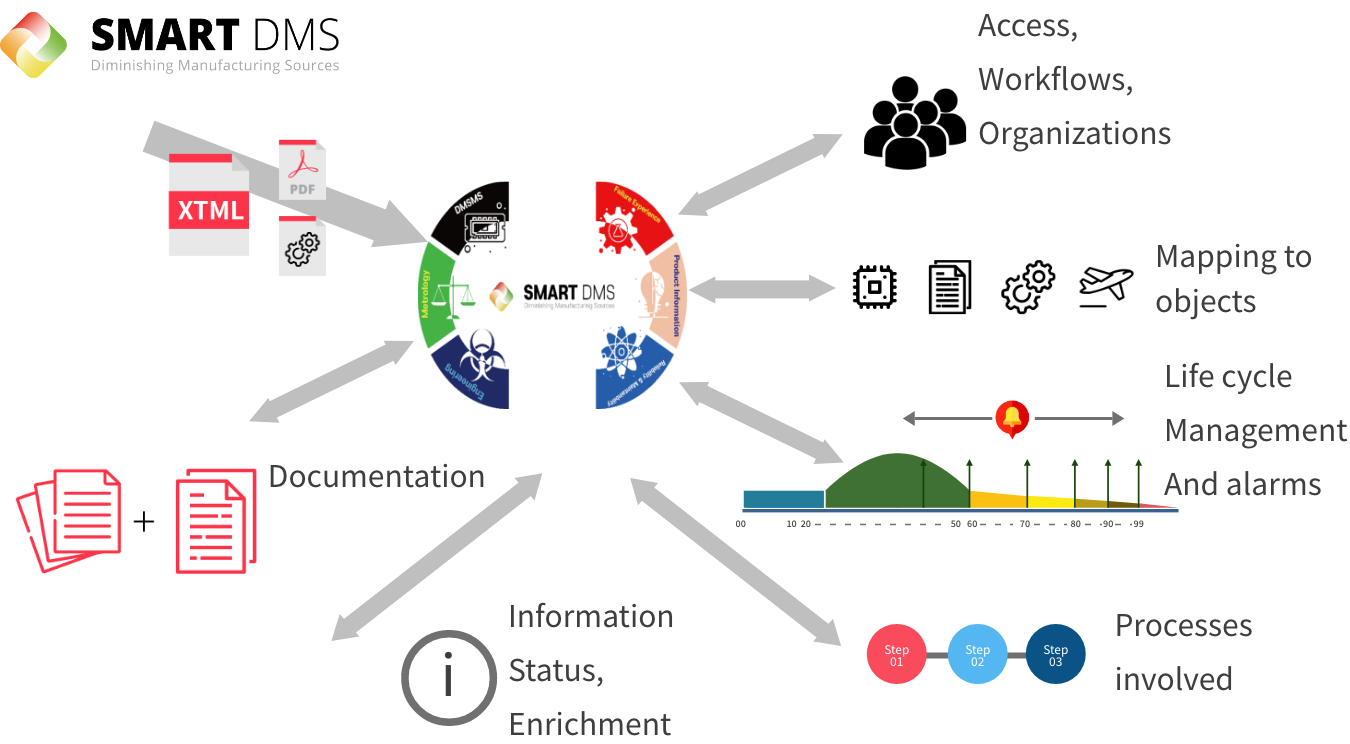 SMART DMS
Diminishing Manufacturing Sources
XTML
PDF
DMSMS
Metrology
Engineering
Failure Experience
Product Information
SMART DMS
Diminishing Manufacturing Sources
Access,
Workflows,
Organizations
Mapping to
objects
Life cycle
Management
And alarms
00 10 20 50 60 70 80 -90 -99
Documentation
+
i
Information
Status,
Enrichment
Step
01
Step
02
Step
03
Processes
involved